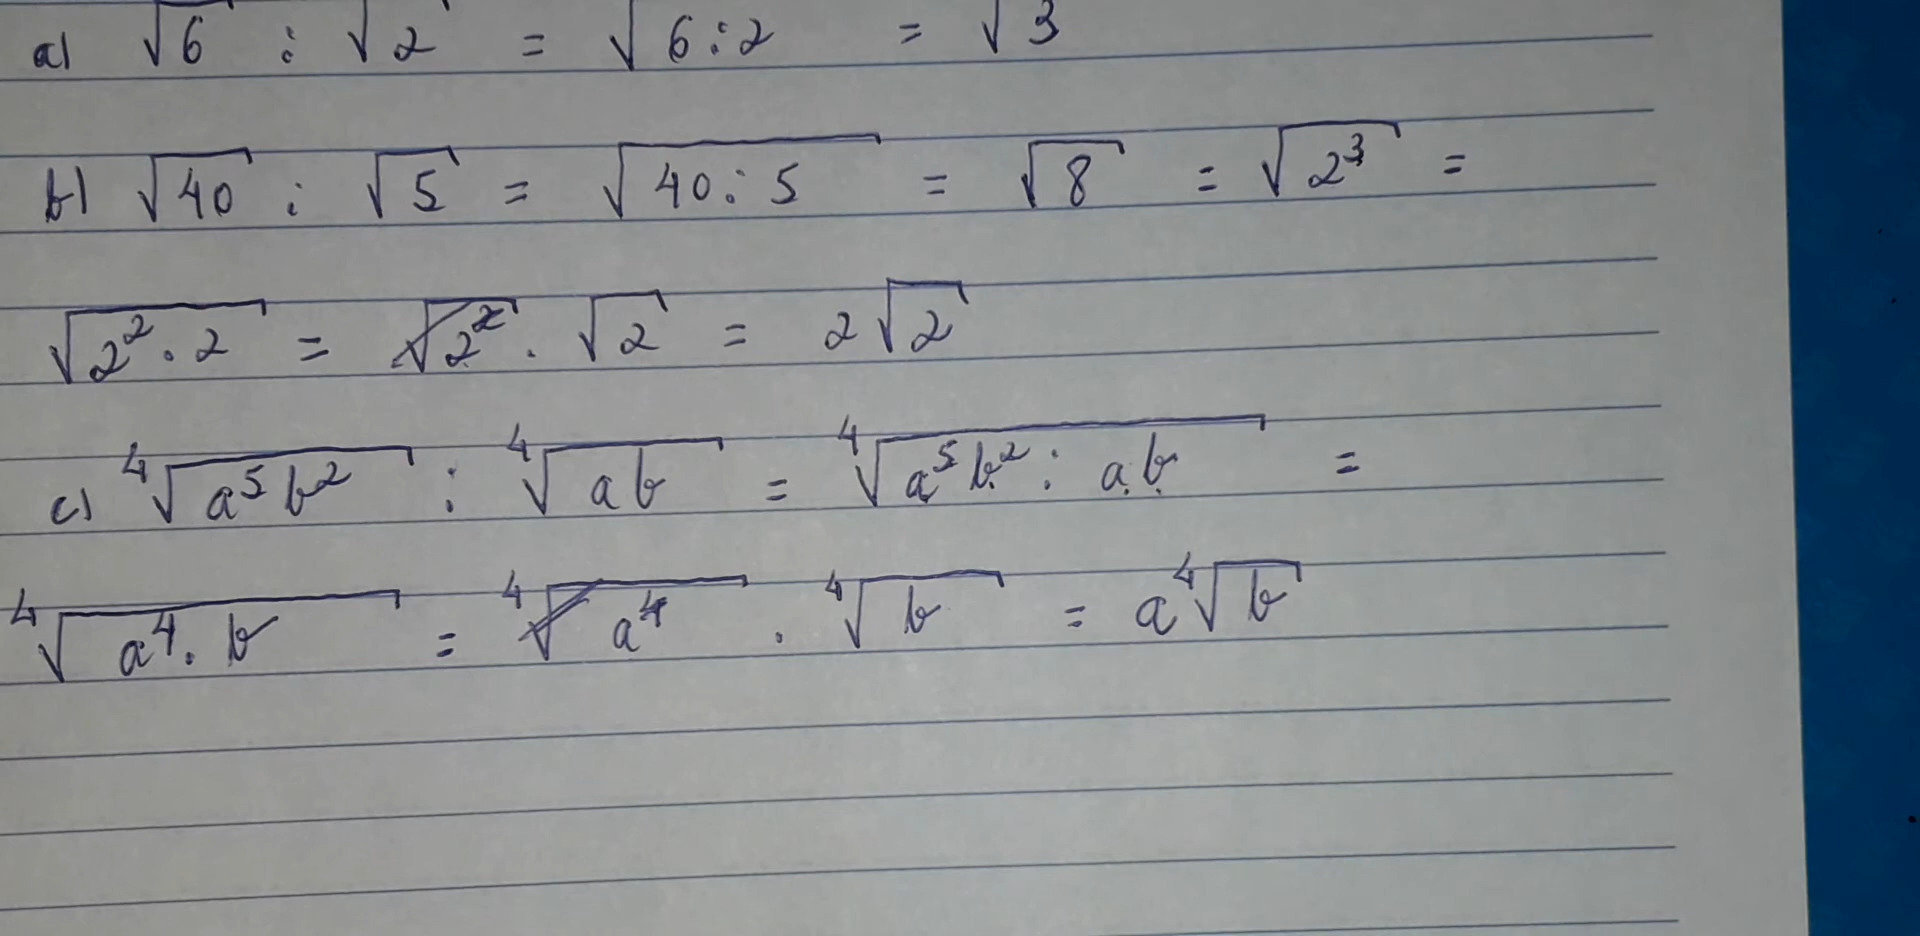 a) √6 : √2 = √6:2 = √3
b) √40 : √5 = √40:5 = √8 = √2³ =
√2²·2 = √2² · √2 = 2√2
c) ⁴√a⁵b² : ⁴√ab = ⁴√a⁵b² : ab =
⁴√a⁴·b = ⁴√a⁴ · ⁴√b = a⁴√b